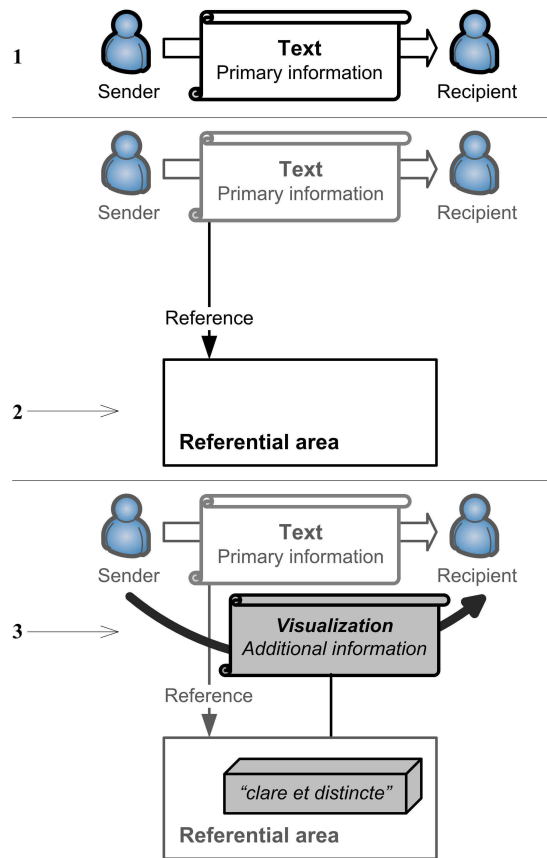 1
Text
Primary information
Sender
Recipient
Text
Primary information
Sender
Recipient
Reference
2
Referential area
Text
Primary information
Sender
Recipient
3
Visualization
Additional information
Reference
“clare et distincte”
Referential area